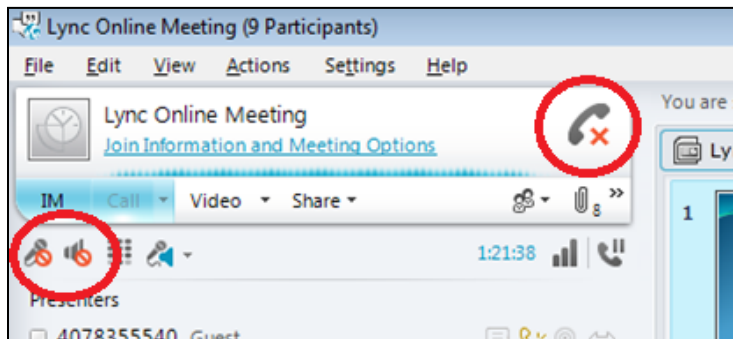 Lync Online Meeting (9 Participants)
File Edit View Actions Settings Help
Lync Online Meeting
Join Information and Meeting Options
You are
Ly
IM Call Video Share 8 »
1
1:21:38
Presenters
4078355540 Guest